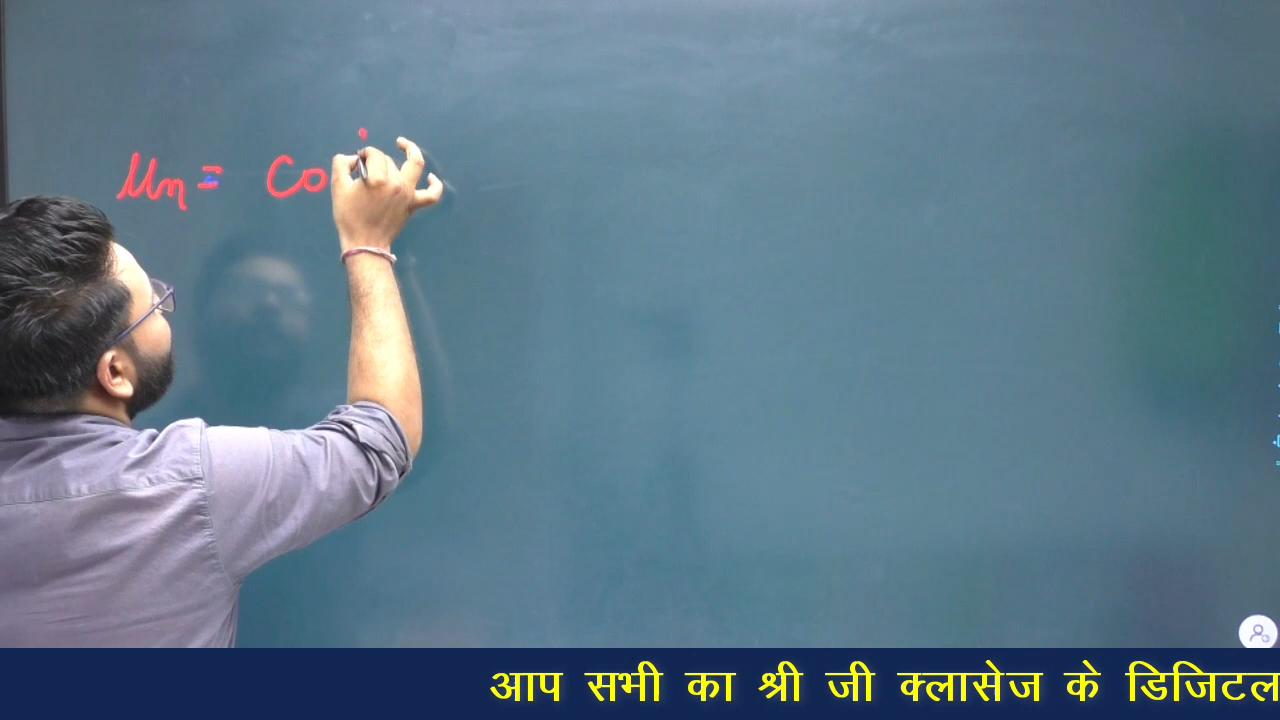 Un = Co
आप सभी का श्री जी क्लासेज के डिजिटल